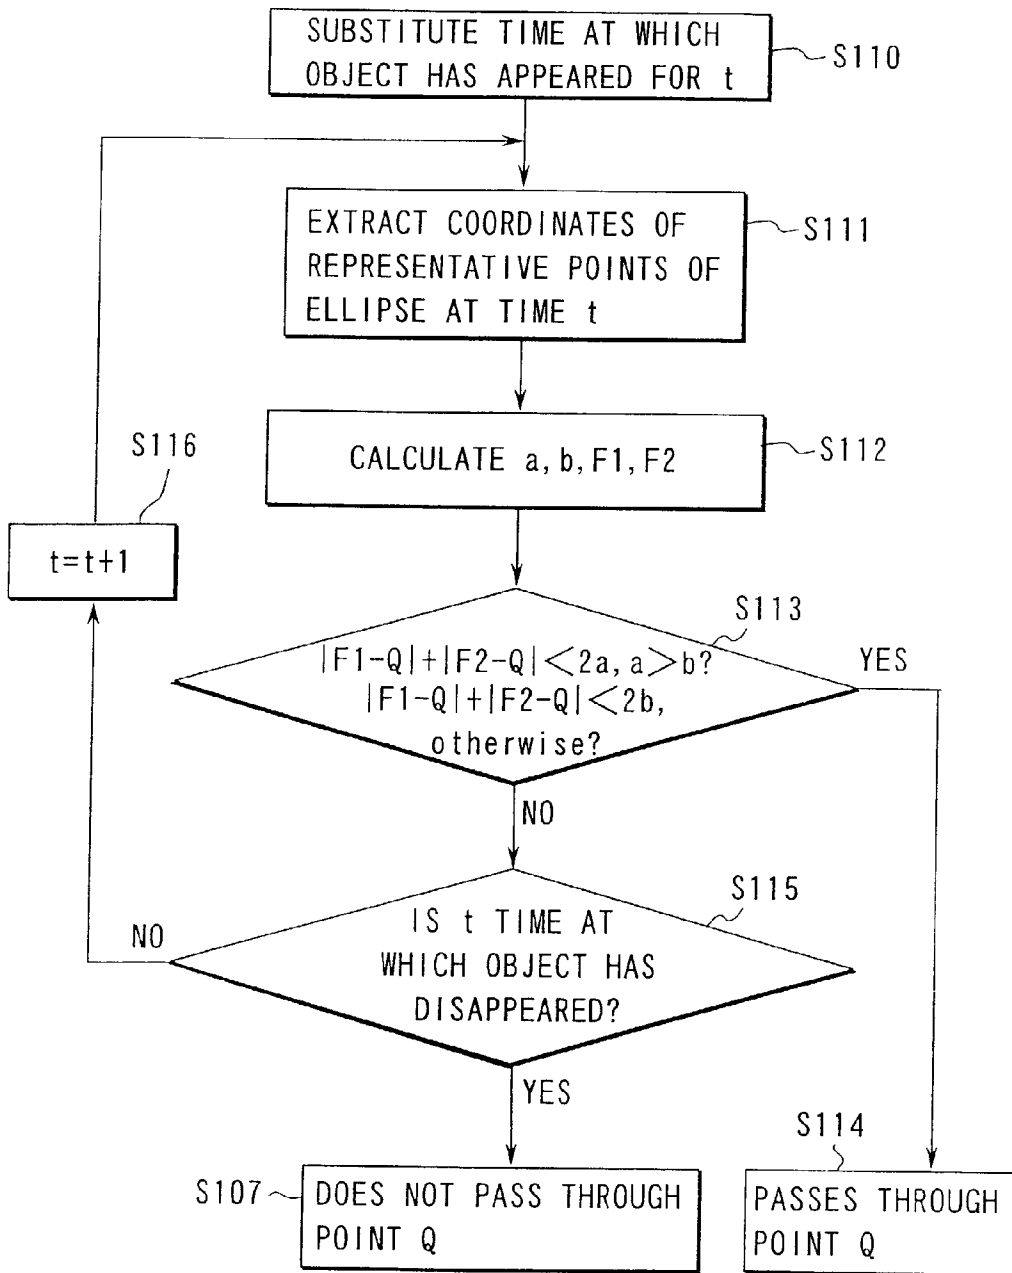 SUBSTITUTE TIME AT WHICH
OBJECT HAS APPEARED FOR t
S110
EXTRACT COORDINATES OF
REPRESENTATIVE POINTS OF
ELLIPSE AT TIME t
S111
CALCULATE a, b, F1, F2
S112
S116
t=t+1
S113
|F1-Q|+|F2-Q|<2a, a>b?
|F1-Q|+|F2-Q|<2b,
otherwise?
YES
NO
S115
IS t TIME AT
WHICH OBJECT HAS
DISAPPEARED?
NO
YES
S107
DOES NOT PASS THROUGH
POINT Q
S114
PASSES THROUGH
POINT Q